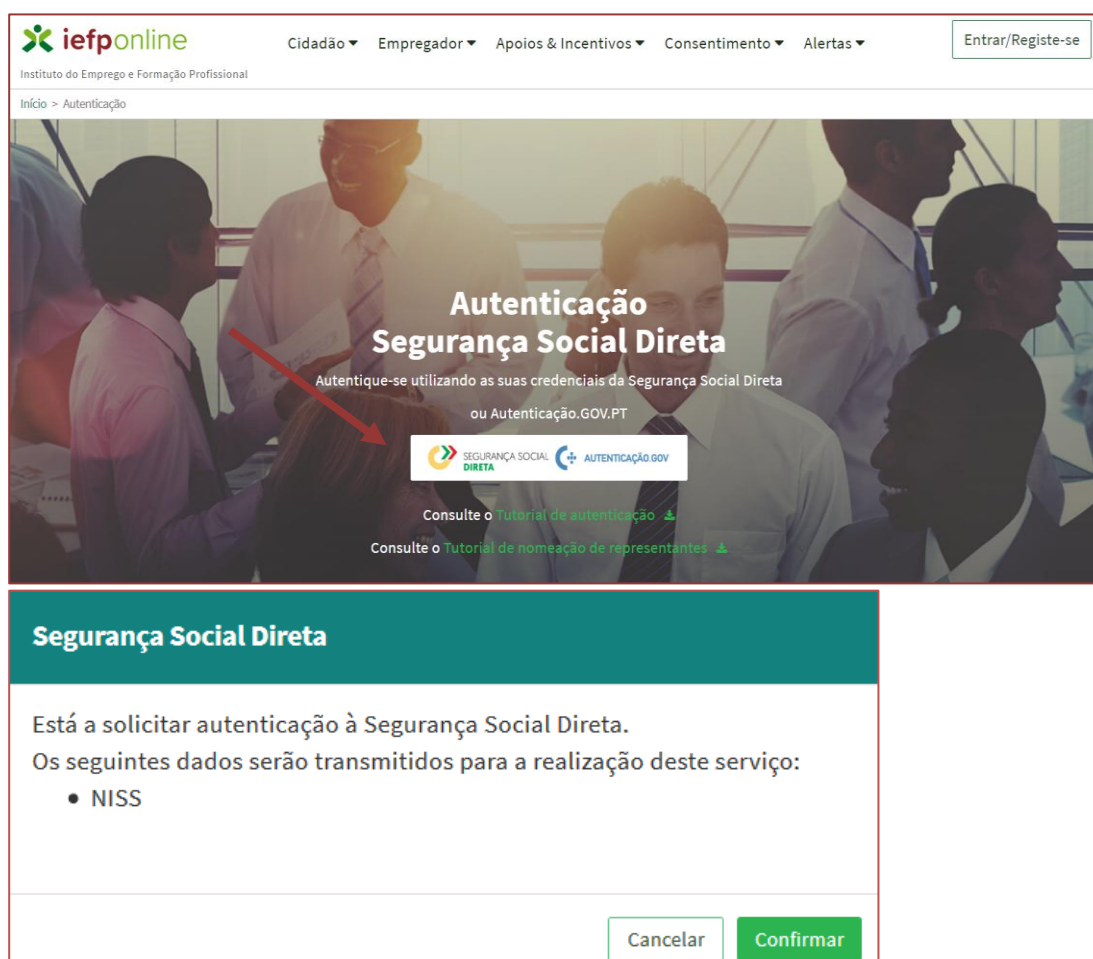 iefponline
Cidadão Empregador Apoios & Incentivos Consentimento Alertas Entrar/Registe-se
Instituto do Emprego e Formação Profissional
Início > Autenticação
Autenticação
Segurança Social Direta
Autentique-se utilizando as suas credenciais da Segurança Social Direta
ou Autenticação.GOV.PT
SEGURANÇA SOCIAL AUTENTICAÇÃO.GOV
DIRETA
Consulte o Tutorial de autenticação
Consulte o Tutorial de nomeação de representantes
Segurança Social Direta
Está a solicitar autenticação à Segurança Social Direta.
Os seguintes dados serão transmitidos para a realização deste serviço:
• NISS
Cancelar Confirmar